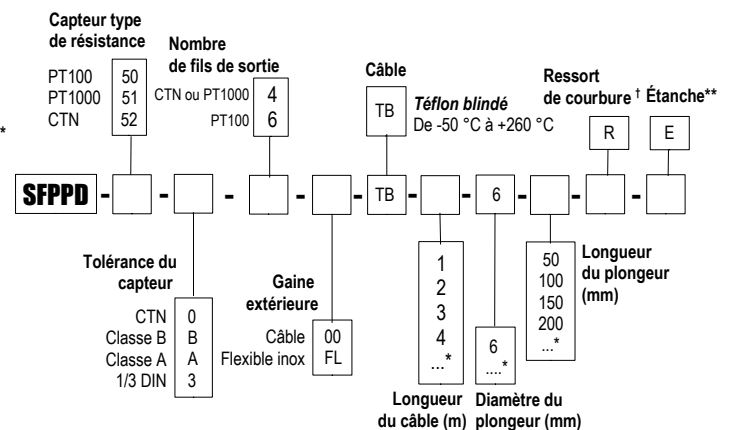 Capteur type
de résistance
PT100 50
PT1000 51
CTN 52
*
Nombre
de fils de sortie
CTN ou PT1000 4
PT100 6
Câble
TB
Téflon blindé
De -50 °C à +260 °C
Ressort
de courbure † Étanche**
R E
SFPPD - - - - - TB - - 6 - - -
Tolérance du
capteur
CTN 0
Classe B B
Classe A A
1/3 DIN 3
Gaine
extérieure
Câble 00
Flexible inox FL
1
2
3
4
...*
Longueur
du câble (m)
6
....*
Diamètre du
plongeur (mm)
50
100
150
200
...*
Longueur
du plongeur
(mm)